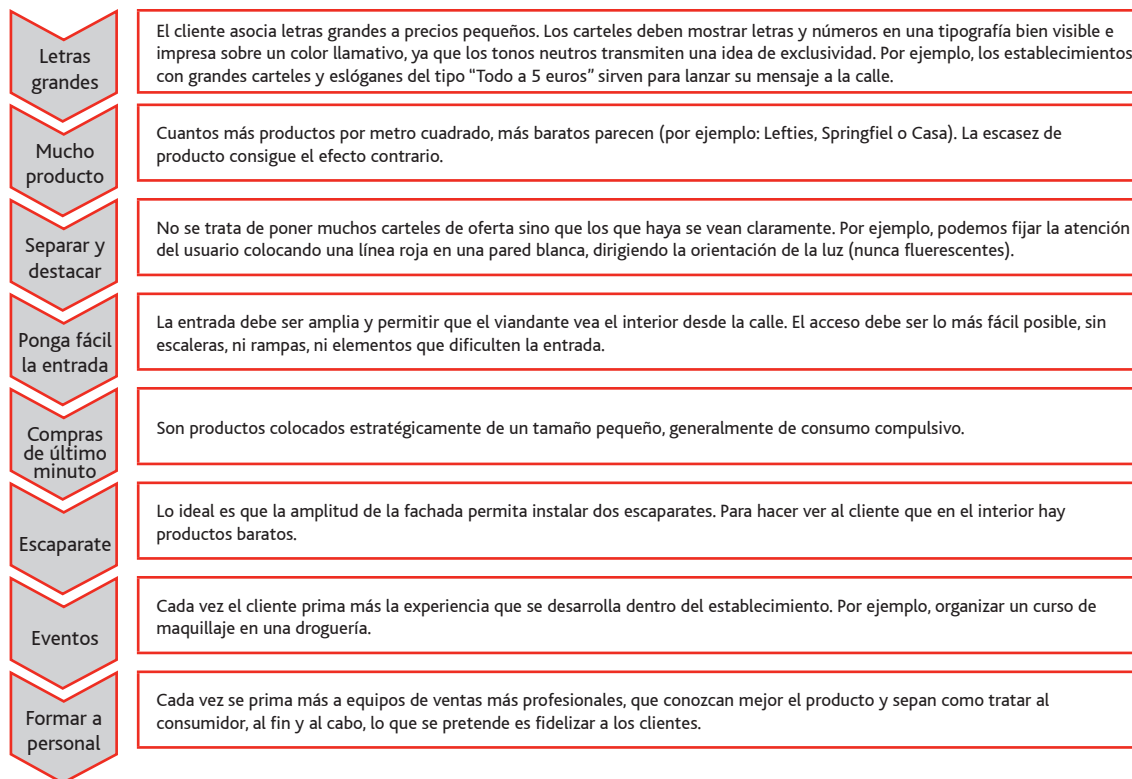 Letras
grandes
El cliente asocia letras grandes a precios pequeños. Los carteles deben mostrar letras y números en una tipografía bien visible e
impresa sobre un color llamativo, ya que los tonos neutros transmiten una idea de exclusividad. Por ejemplo, los establecimientos
con grandes carteles y eslóganes del tipo “Todo a 5 euros” sirven para lanzar su mensaje a la calle.
Mucho
producto
Cuantos más productos por metro cuadrado, más baratos parecen (por ejemplo: Lefties, Springfiel o Casa). La escasez de
producto consigue el efecto contrario.
Separar y
destacar
No se trata de poner muchos carteles de oferta sino que los que haya se vean claramente. Por ejemplo, podemos fijar la atención
del usuario colocando una línea roja en una pared blanca, dirigiendo la orientación de la luz (nunca fluerescentes).
Ponga fácil
la entrada
La entrada debe ser amplia y permitir que el viandante vea el interior desde la calle. El acceso debe ser lo más fácil posible, sin
escaleras, ni rampas, ni elementos que dificulten la entrada.
Compras
de último
minuto
Son productos colocados estratégicamente de un tamaño pequeño, generalmente de consumo compulsivo.
Escaparate
Lo ideal es que la amplitud de la fachada permita instalar dos escaparates. Para hacer ver al cliente que en el interior hay
productos baratos.
Eventos
Cada vez el cliente prima más la experiencia que se desarrolla dentro del establecimiento. Por ejemplo, organizar un curso de
maquillaje en una droguería.
Formar a
personal
Cada vez se prima más a equipos de ventas más profesionales, que conozcan mejor el producto y sepan como tratar al
consumidor, al fin y al cabo, lo que se pretende es fidelizar a los clientes.